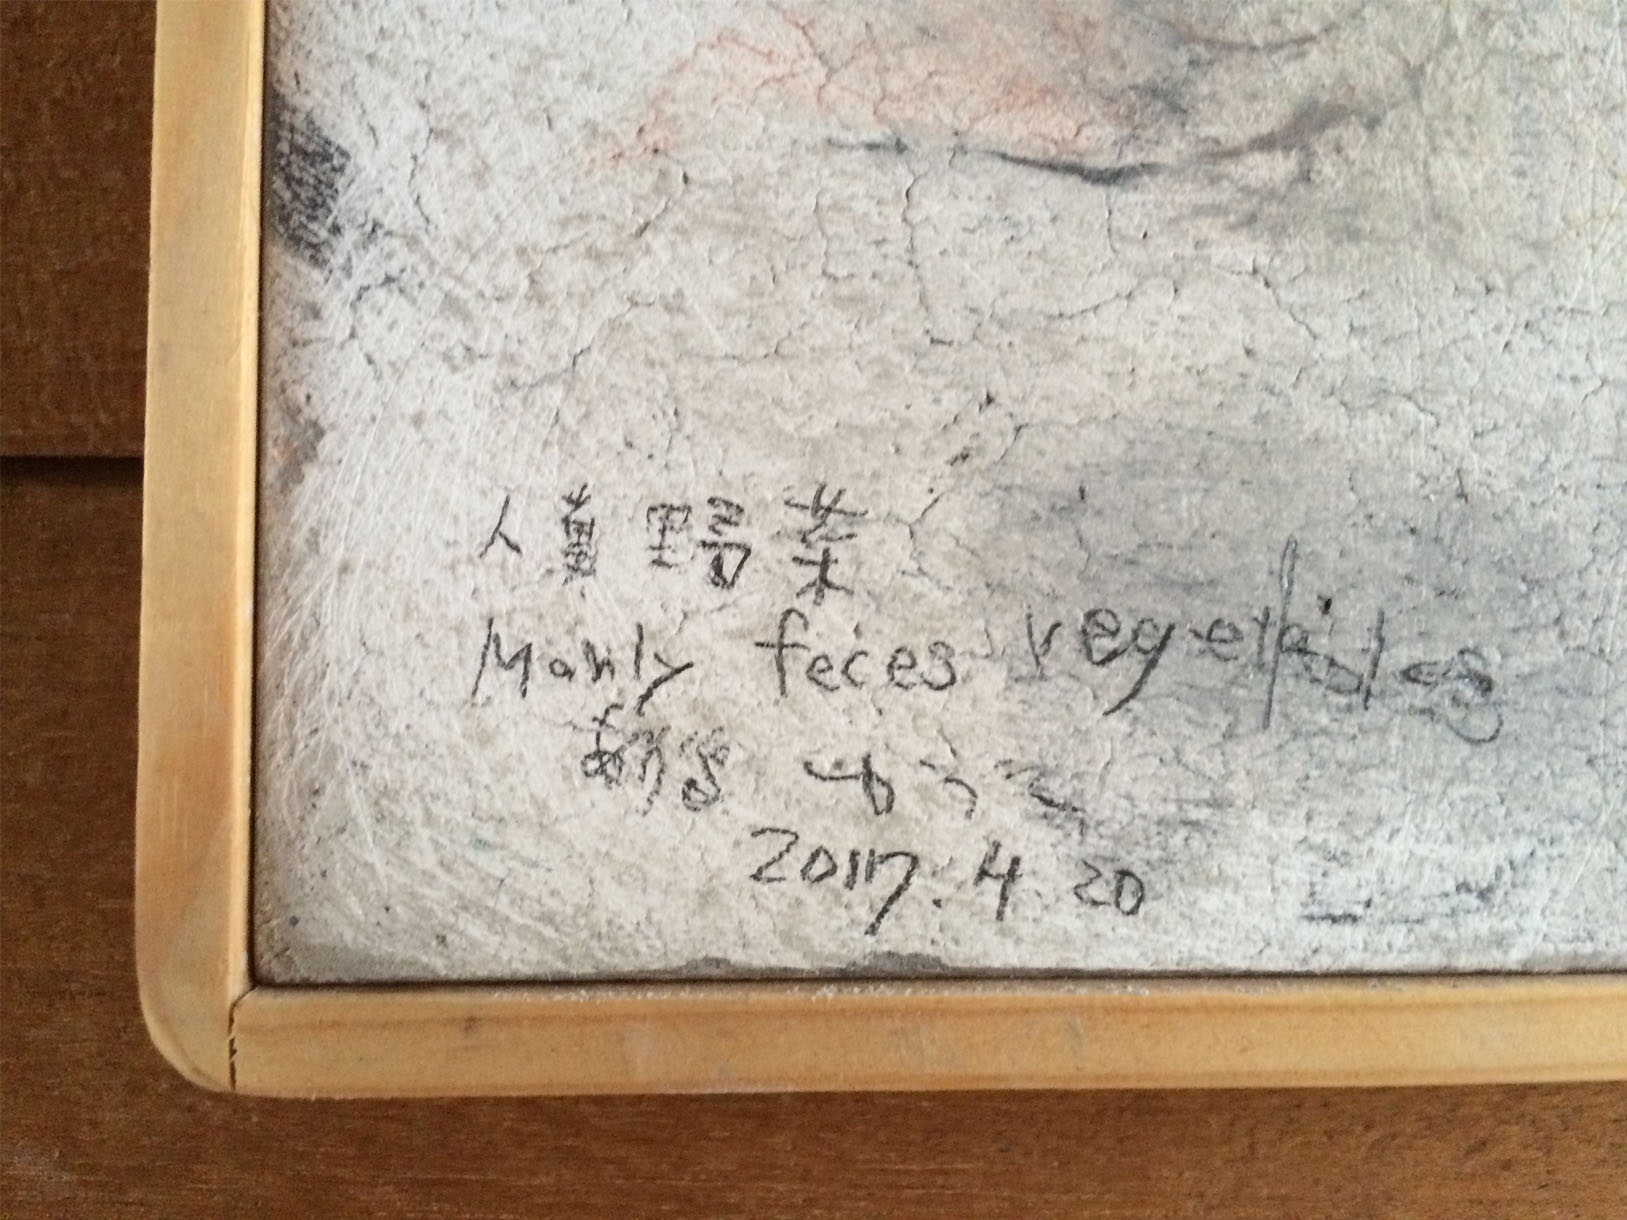 人糞野菜
Manly feces vegetables
2017.4.20